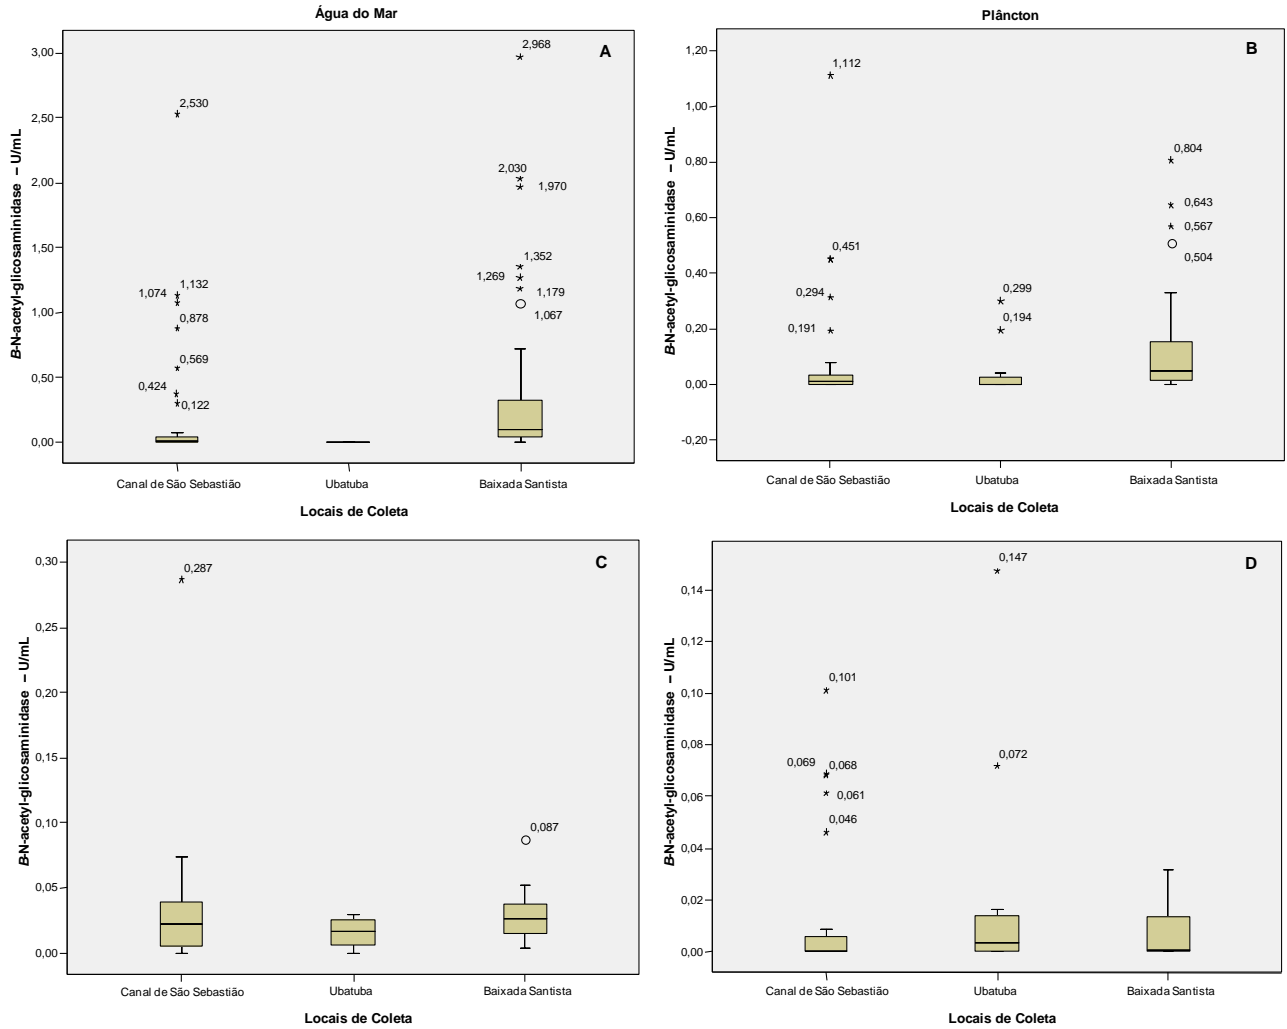 Água do Mar
A
B-N-acetyl-glicosaminidase – U/mL
3,00
2,50
2,00
1,50
1,00
0,50
0,00
2,530
1,074
1,132
0,878
0,569
0,424
0,122
2,968
2,030
1,970
1,352
1,269
1,179
1,067
Canal de São Sebastião
Ubatuba
Baixada Santista
Locais de Coleta
Plâncton
B
B-N-acetyl-glicosaminidase – U/mL
1,20
1,00
0,80
0,60
0,40
0,20
0,00
-0,20
1,112
0,451
0,294
0,191
0,299
0,194
0,804
0,643
0,567
0,504
Canal de São Sebastião
Ubatuba
Baixada Santista
Locais de Coleta
C
B-N-acetyl-glicosaminidase – U/mL
0,30
0,25
0,20
0,15
0,10
0,05
0,00
0,287
0,087
Canal de São Sebastião
Ubatuba
Baixada Santista
Locais de Coleta
D
B-N-acetyl-glicosaminidase – U/mL
0,14
0,12
0,10
0,08
0,06
0,04
0,02
0,00
0,101
0,069
0,068
0,061
0,046
0,147
0,072
Canal de São Sebastião
Ubatuba
Baixada Santista
Locais de Coleta